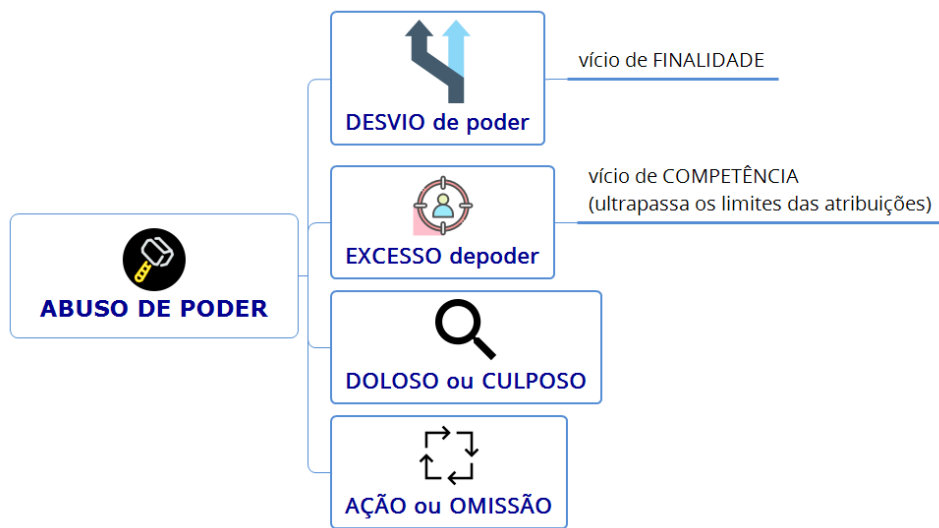 DESVIO de poder
vício de FINALIDADE
EXCESSO depoder
vício de COMPETÊNCIA
(ultrapassa os limites das atribuições)
ABUSO DE PODER
DOLOSO ou CULPOSO
AÇÃO ou OMISSÃO